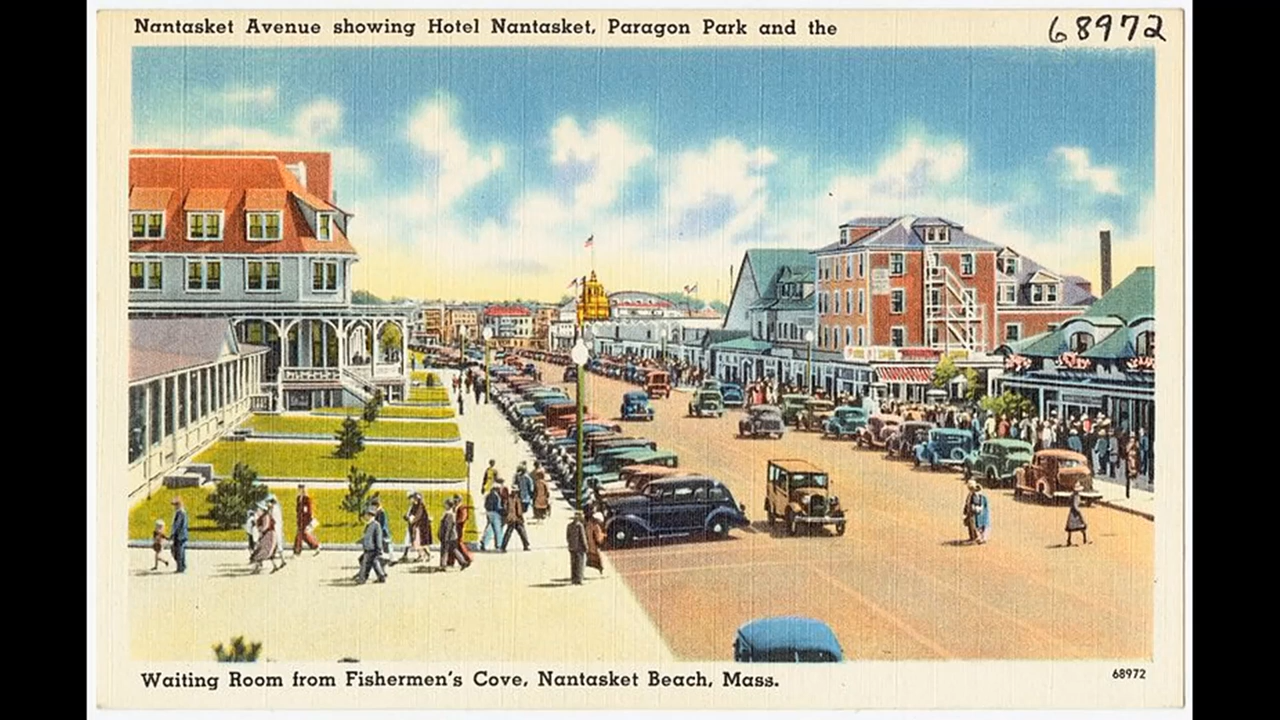 Nantasket Avenue showing Hotel Nantasket, Paragon Park and the
68972
Waiting Room from Fishermen's Cove, Nantasket Beach, Mass.
68972